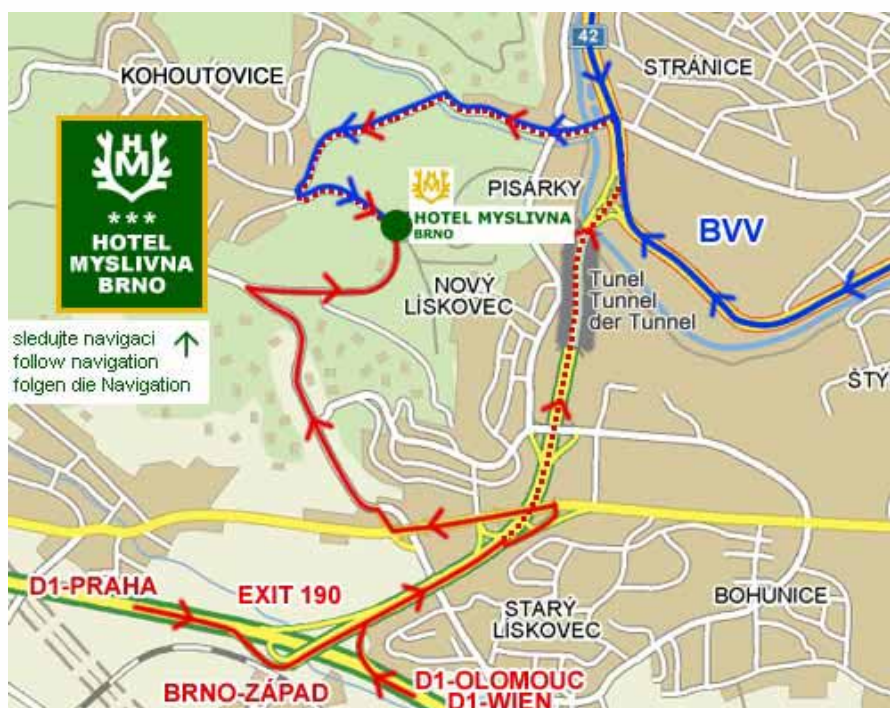 42
KOHOUTOVICE
STRÁNICE
HM
***
HOTEL
MYSLIVNA
BRNO
HM
PISÁRKY
HOTEL MYSLIVNA
BRNO
BVV
NOVÝ
LÍSKOVEC
Tunel
Tunnel
der Tunnel
sledujte navigaci
follow navigation
folgen die Navigation
ŠTÝ
D1-PRAHA
EXIT 190
STARÝ
LÍSKOVEC
BOHUNICE
BRNO-ZÁPAD
D1-OLOMOUC
D1-WIEN